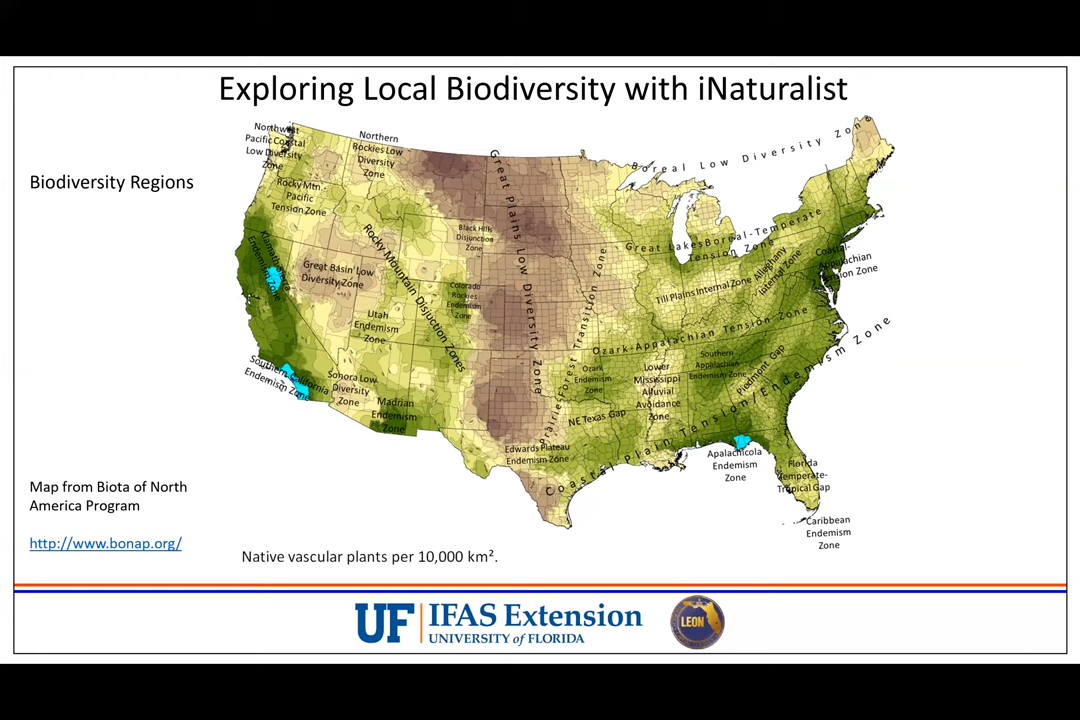 Exploring Local Biodiversity with iNaturalist
Biodiversity Regions
Northwest
Pacific Coastal
Low Diversity
Zone
Northern
Rockies Low
Diversity
Zone
Rocky Mtn.-
Pacific
Tension Zone
Boreal Low Diversity Zone
Great Plains Low Diversity Zone
Black Hills
Disjunction
Zone
Great Lakes Boreal-Temperate
Tension Zone
Coastal-
Appalachian
Tension Zone
Allegheny
Internal Zone
Till Plains Internal Zone
Endemism Zone
Great Basin Low
Diversity Zone
Rocky Mountain Disjuction Zones
Colorado
Rockies
Endemism
Zone
Utah
Endemism
Zone
Prairie/Forest Transition Zone
Ozark-Appalachian Tension Zone
Southern
Appalachian
Endemism Zone
Piedmont Gap
Ozark
Endemism
Zone
Lower
Mississippi
Alluvial
Avoidance
Zone
Southern California
Endemism Zone
Sonora Low
Diversity
Zone
Madrian
Endemism
Zone
NE Texas Gap
Edwards Plateau
Endemism Zone
Coastal Plain Tension/Endemism Zone
Apalachicola
Endemism
Zone
Florida
Temperate-
Tropical Gap
Caribbean
Endemism
Zone
Map from Biota of North
America Program
http://www.bonap.org/
Native vascular plants per 10,000 km².
UF IFAS Extension
UNIVERSITY of FLORIDA
LEON